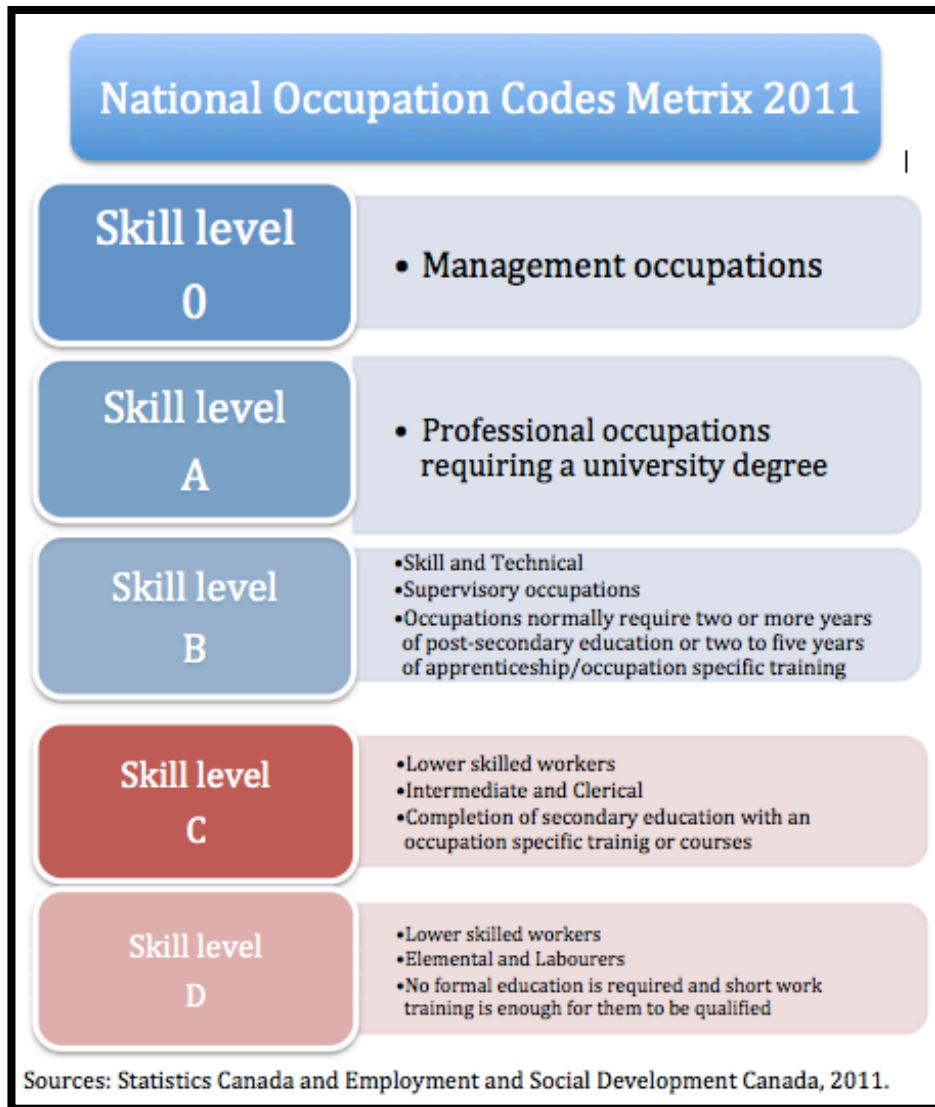 National Occupation Codes Metrix 2011
Skill level
0
• Management occupations
Skill level
A
• Professional occupations
requiring a university degree
Skill level
B
•Skill and Technical
•Supervisory occupations
•Occupations normally require two or more years
of post-secondary education or two to five years
of apprenticeship/occupation specific training
Skill level
C
•Lower skilled workers
•Intermediate and Clerical
•Completion of secondary education with an
occupation specific trainig or courses
Skill level
D
•Lower skilled workers
•Elemental and Labourers
•No formal education is required and short work
training is enough for them to be qualified
Sources: Statistics Canada and Employment and Social Development Canada, 2011.